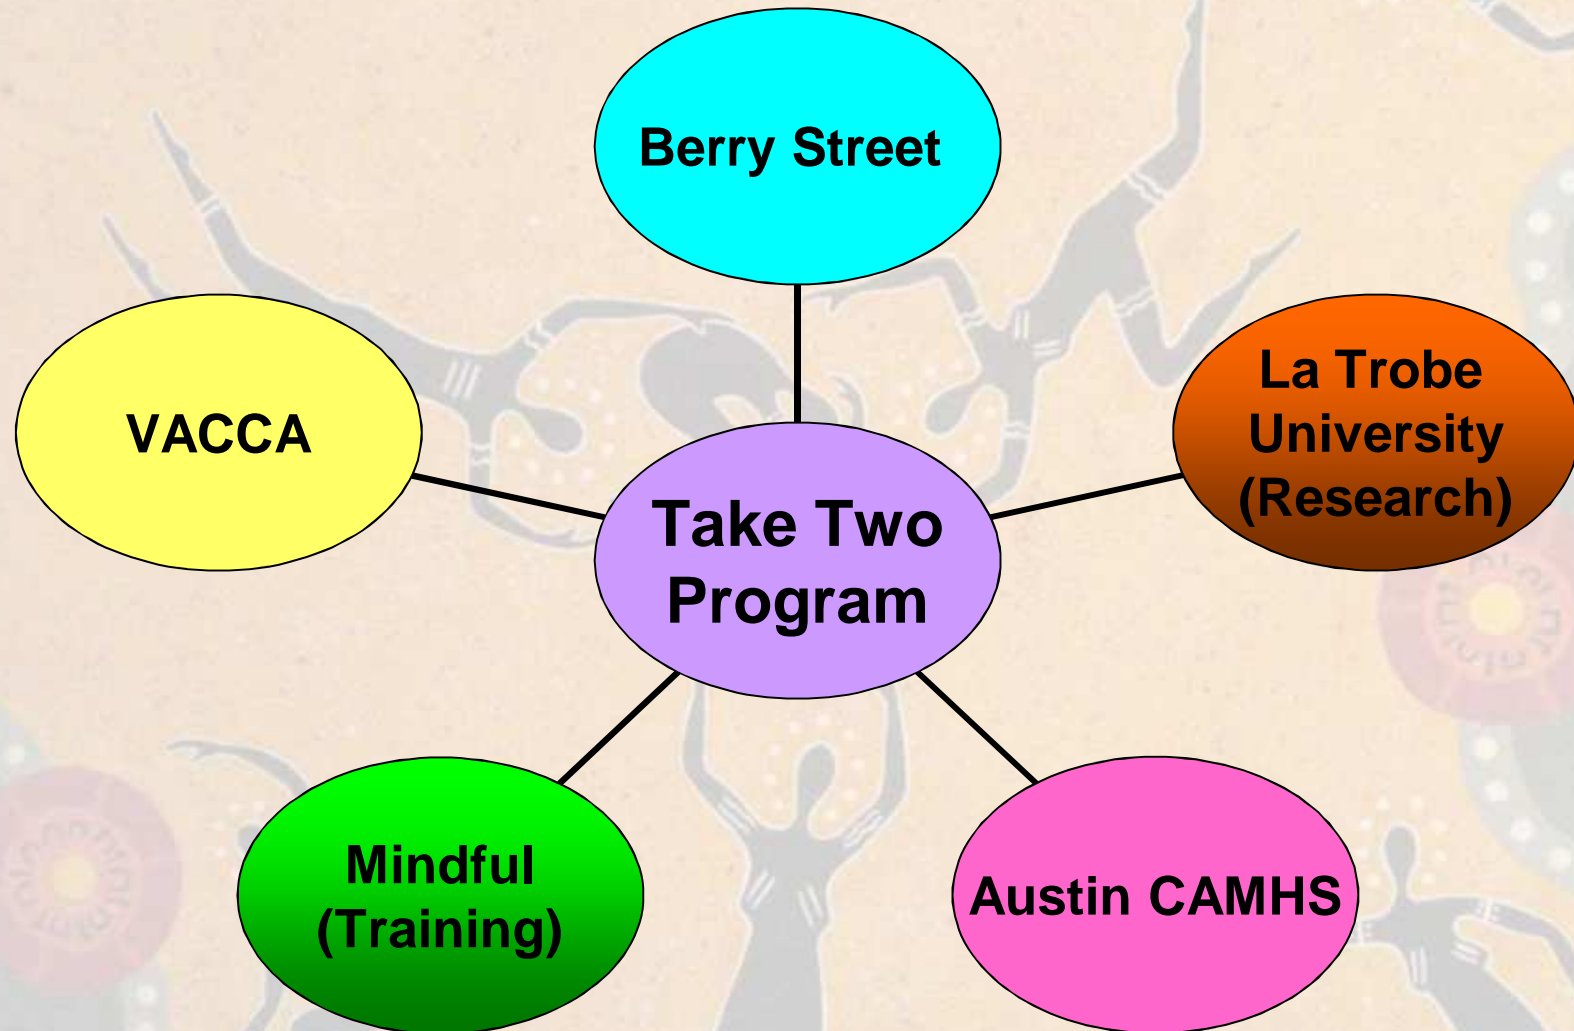 Berry Street
La Trobe
University
(Research)
VACCA
Take Two
Program
Mindful
(Training)
Austin CAMHS